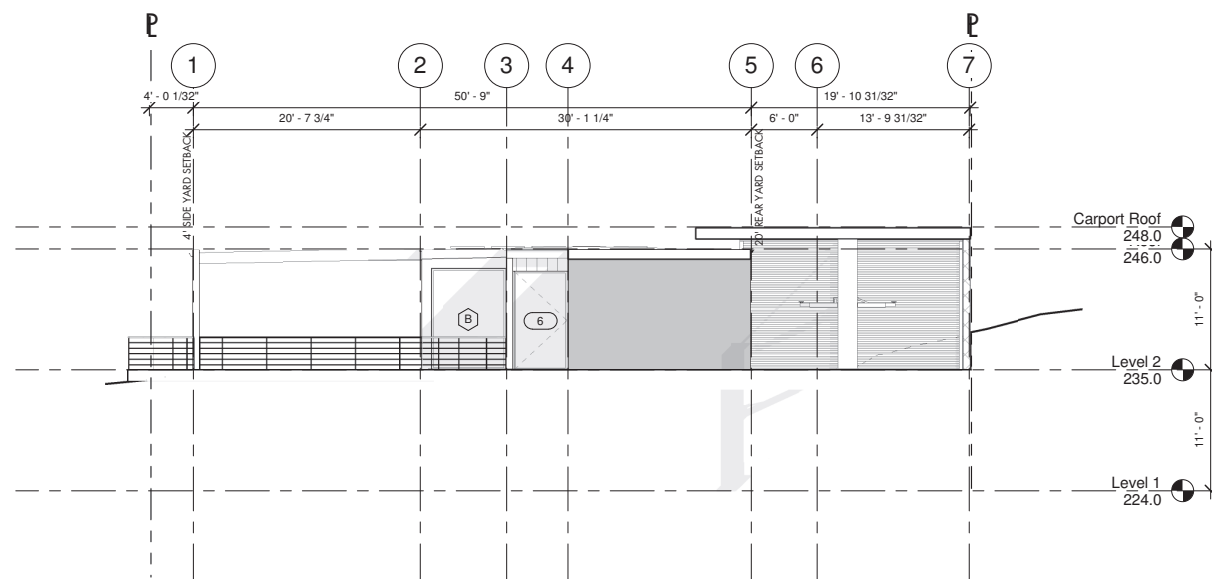 ℄ ℄
1 2 3 4 5 6 7
4' - 0 1/32" 50' - 9" 19' - 10 31/32"
20' - 7 3/4" 30' - 1 1/4" 6' - 0" 13' - 9 31/32"
4' SIDE YARD SETBACK
20' REAR YARD SETBACK
Carport Roof
248.0
246.0
11' - 0"
B
6
Level 2
235.0
11' - 0"
Level 1
224.0